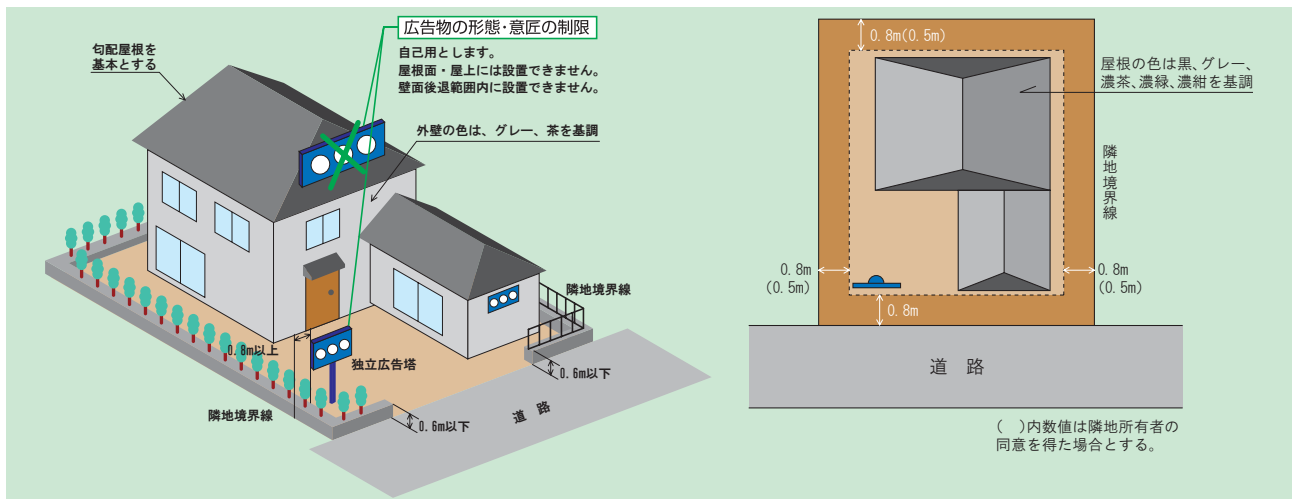 広告物の形態・意匠の制限
自己用とします。
屋根面・屋上には設置できません。
壁面後退範囲内に設置できません。
勾配屋根を
基本とする
外壁の色は、グレー、茶を基調
隣地境界線
0.8m以上
独立広告塔
0.6m以下
隣地境界線
0.6m以下
道路
0.8m(0.5m)
屋根の色は黒、グレー、
濃茶、濃緑、濃紺を基調
隣地境界線
0.8m
(0.5m)
0.8m
(0.5m)
0.8m
道 路
( )内数値は隣地所有者の
同意を得た場合とする。